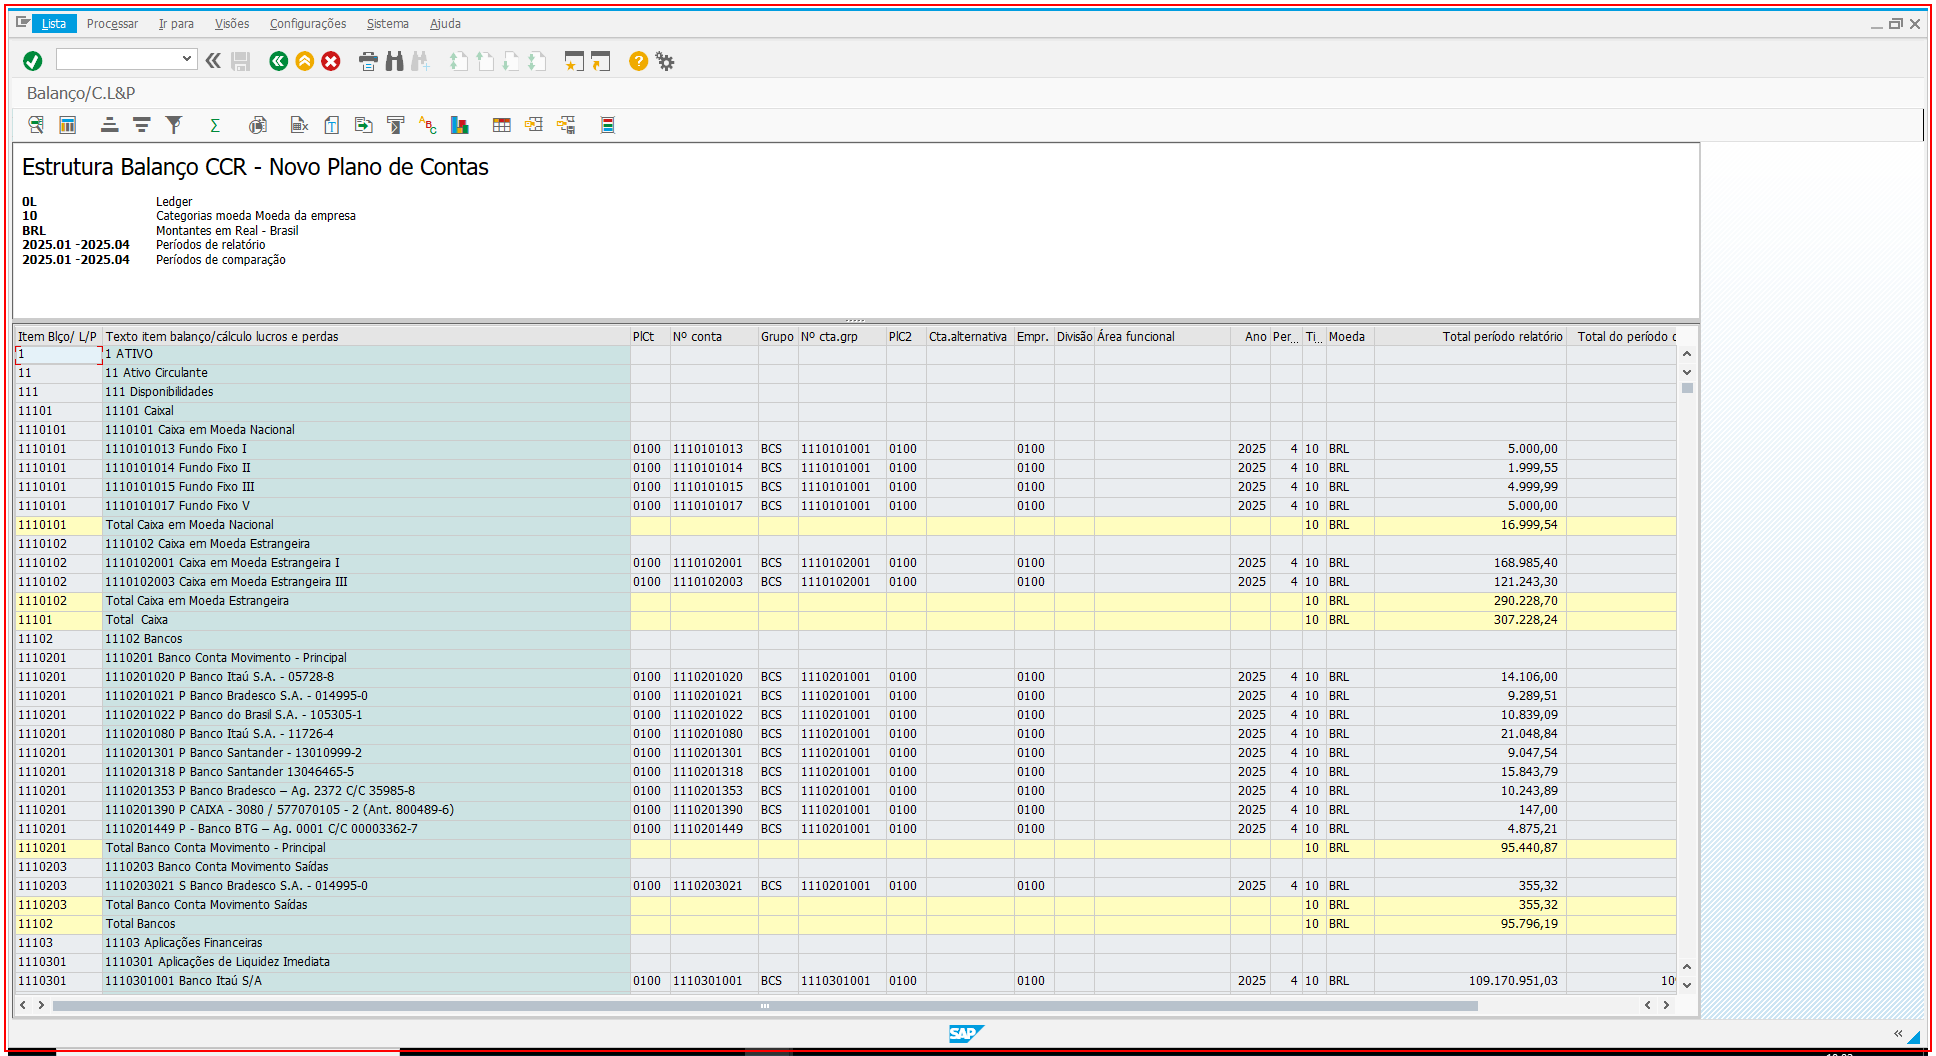 Lista Processar Ir para Visões Configurações Sistema Ajuda
Balanço/C.L&P
Estrutura Balanço CCR - Novo Plano de Contas
0L Ledger
10 Categorias moeda Moeda da empresa
BRL Montantes em Real - Brasil
2025.01 -2025.04 Períodos de relatório
2025.01 -2025.04 Períodos de comparação
Item Blço/ L/P Texto item balanço/cálculo lucros e perdas PlCt Nº conta Grupo Nº cta.grp PlC2 Cta.alternativa Empr. Divisão Área funcional Ano Per... Ti... Moeda Total período relatório Total do período
1 1 ATIVO
11 11 Ativo Circulante
111 111 Disponibilidades
11101 11101 Caixal
1110101 1110101 Caixa em Moeda Nacional
1110101 1110101013 Fundo Fixo I 0100 1110101013 BCS 1110101001 0100 0100 2025 4 10 BRL 5.000,00
1110101 1110101014 Fundo Fixo II 0100 1110101014 BCS 1110101001 0100 0100 2025 4 10 BRL 1.999,55
1110101 1110101015 Fundo Fixo III 0100 1110101015 BCS 1110101001 0100 0100 2025 4 10 BRL 4.999,99
1110101 1110101017 Fundo Fixo V 0100 1110101017 BCS 1110101001 0100 0100 2025 4 10 BRL 5.000,00
1110101 Total Caixa em Moeda Nacional 10 BRL 16.999,54
1110102 1110102 Caixa em Moeda Estrangeira
1110102 1110102001 Caixa em Moeda Estrangeira I 0100 1110102001 BCS 1110102001 0100 0100 2025 4 10 BRL 168.985,40
1110102 1110102003 Caixa em Moeda Estrangeira III 0100 1110102003 BCS 1110102001 0100 0100 2025 4 10 BRL 121.243,30
1110102 Total Caixa em Moeda Estrangeira 10 BRL 290.228,70
11101 Total  Caixa 10 BRL 307.228,24
11102 11102 Bancos
1110201 1110201 Banco Conta Movimento - Principal
1110201 1110201020 P Banco Itaú S.A. - 05728-8 0100 1110201020 BCS 1110201001 0100 0100 2025 4 10 BRL 14.106,00
1110201 1110201021 P Banco Bradesco S.A. - 014995-0 0100 1110201021 BCS 1110201001 0100 0100 2025 4 10 BRL 9.289,51
1110201 1110201022 P Banco do Brasil S.A. - 105305-1 0100 1110201022 BCS 1110201001 0100 0100 2025 4 10 BRL 10.839,09
1110201 1110201080 P Banco Itaú S.A. - 11726-4 0100 1110201080 BCS 1110201001 0100 0100 2025 4 10 BRL 21.048,84
1110201 1110201301 P Banco Santander - 13010999-2 0100 1110201301 BCS 1110201001 0100 0100 2025 4 10 BRL 9.047,54
1110201 1110201318 P Banco Santander 13046465-5 0100 1110201318 BCS 1110201001 0100 0100 2025 4 10 BRL 15.843,79
1110201 1110201353 P Banco Bradesco – Ag. 2372 C/C 35985-8 0100 1110201353 BCS 1110201001 0100 0100 2025 4 10 BRL 10.243,89
1110201 1110201390 P CAIXA - 3080 / 577070105 - 2 (Ant. 800489-6) 0100 1110201390 BCS 1110201001 0100 0100 2025 4 10 BRL 147,00
1110201 1110201449 P - Banco BTG – Ag. 0001 C/C 00003362-7 0100 1110201449 BCS 1110201001 0100 0100 2025 4 10 BRL 4.875,21
1110201 Total Banco Conta Movimento - Principal 10 BRL 95.440,87
1110203 1110203 Banco Conta Movimento Saídas
1110203 1110203021 S Banco Bradesco S.A. - 014995-0 0100 1110203021 BCS 1110201001 0100 0100 2025 4 10 BRL 355,32
1110203 Total Banco Conta Movimento Saídas 10 BRL 355,32
11102 Total Bancos 10 BRL 95.796,19
11103 11103 Aplicações Financeiras
1110301 1110301 Aplicações de Liquidez Imediata
1110301 1110301001 Banco Itaú S/A 0100 1110301001 BCS 1110301001 0100 0100 2025 4 10 BRL 109.170.951,03 10
SAP